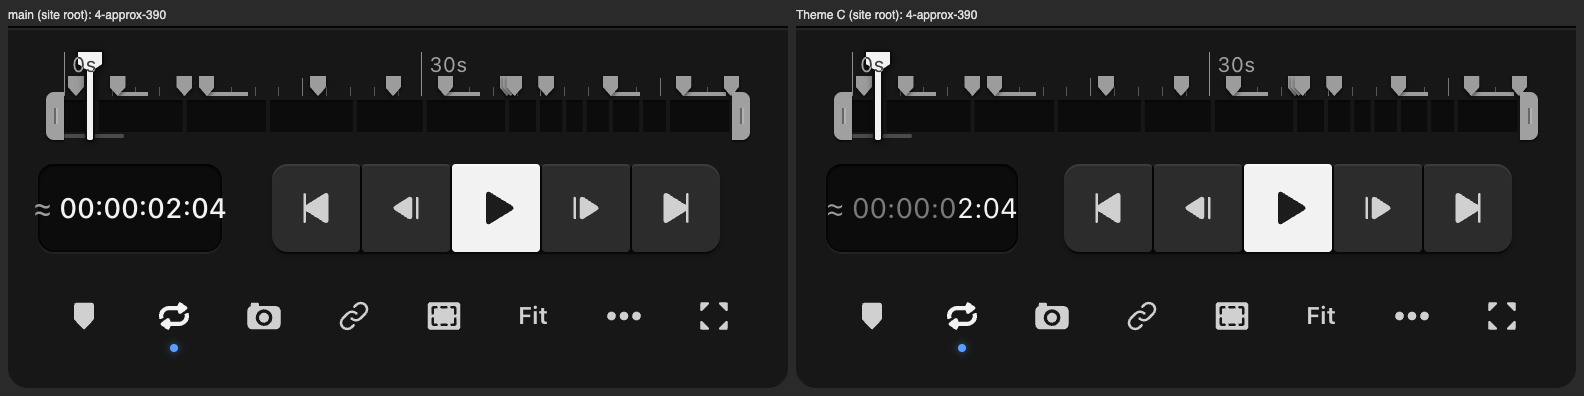 main (site root): 4-approx-390
0s 30s
≈ 00:00:02:04
Fit
Theme C (site root): 4-approx-390
0s 30s
≈ 00:00:02:04
Fit